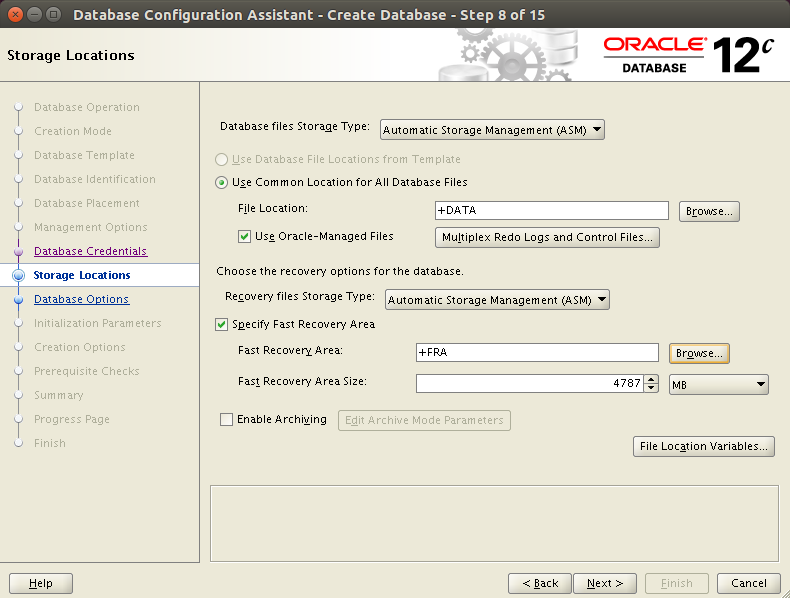 Database Configuration Assistant - Create Database - Step 8 of 15
Storage Locations
ORACLE
DATABASE
12c
Database Operation
Creation Mode
Database Template
Database Identification
Database Placement
Management Options
Database Credentials
Storage Locations
Database Options
Initialization Parameters
Creation Options
Prerequisite Checks
Summary
Progress Page
Finish
Database files Storage Type: Automatic Storage Management (ASM)
Use Database File Locations from Template
Use Common Location for All Database Files
File Location: +DATA Browse...
Use Oracle-Managed Files Multiplex Redo Logs and Control Files...
Choose the recovery options for the database.
Recovery files Storage Type: Automatic Storage Management (ASM)
Specify Fast Recovery Area
Fast Recovery Area: +FRA Browse...
Fast Recovery Area Size: 4787 MB
Enable Archiving Edit Archive Mode Parameters
File Location Variables...
Help < Back Next > Finish Cancel